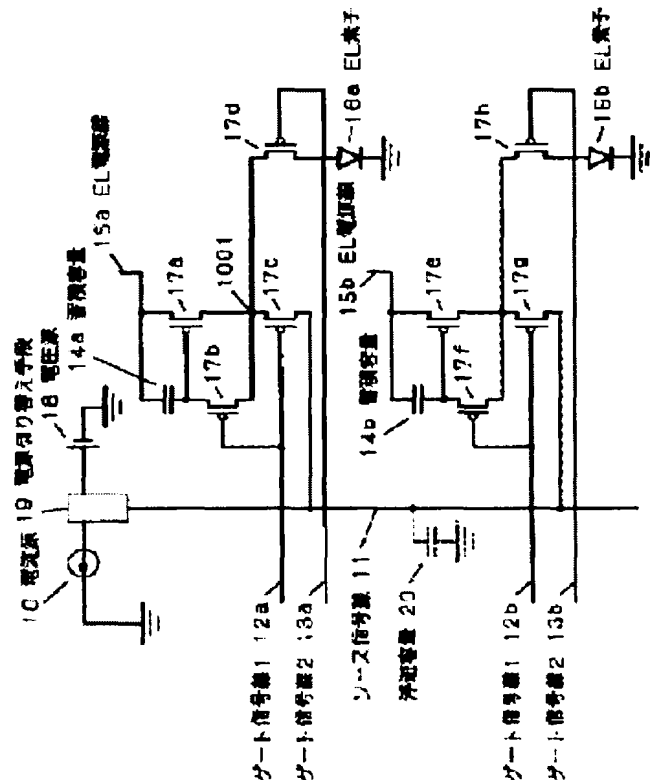 10 電流源
19 電源切り替え手段
18 電圧源
14a 蓄積容量
15a EL電源線
17a
17b
1001
17c
17d
16a EL素子
ゲート信号線1 12a
ゲート信号線2 13a
ソース信号線 11
浮遊容量 20
14b 蓄積容量
15b EL電源線
17e
17f
17g
17h
16b EL素子
ゲート信号線1 12b
ゲート信号線2 13b